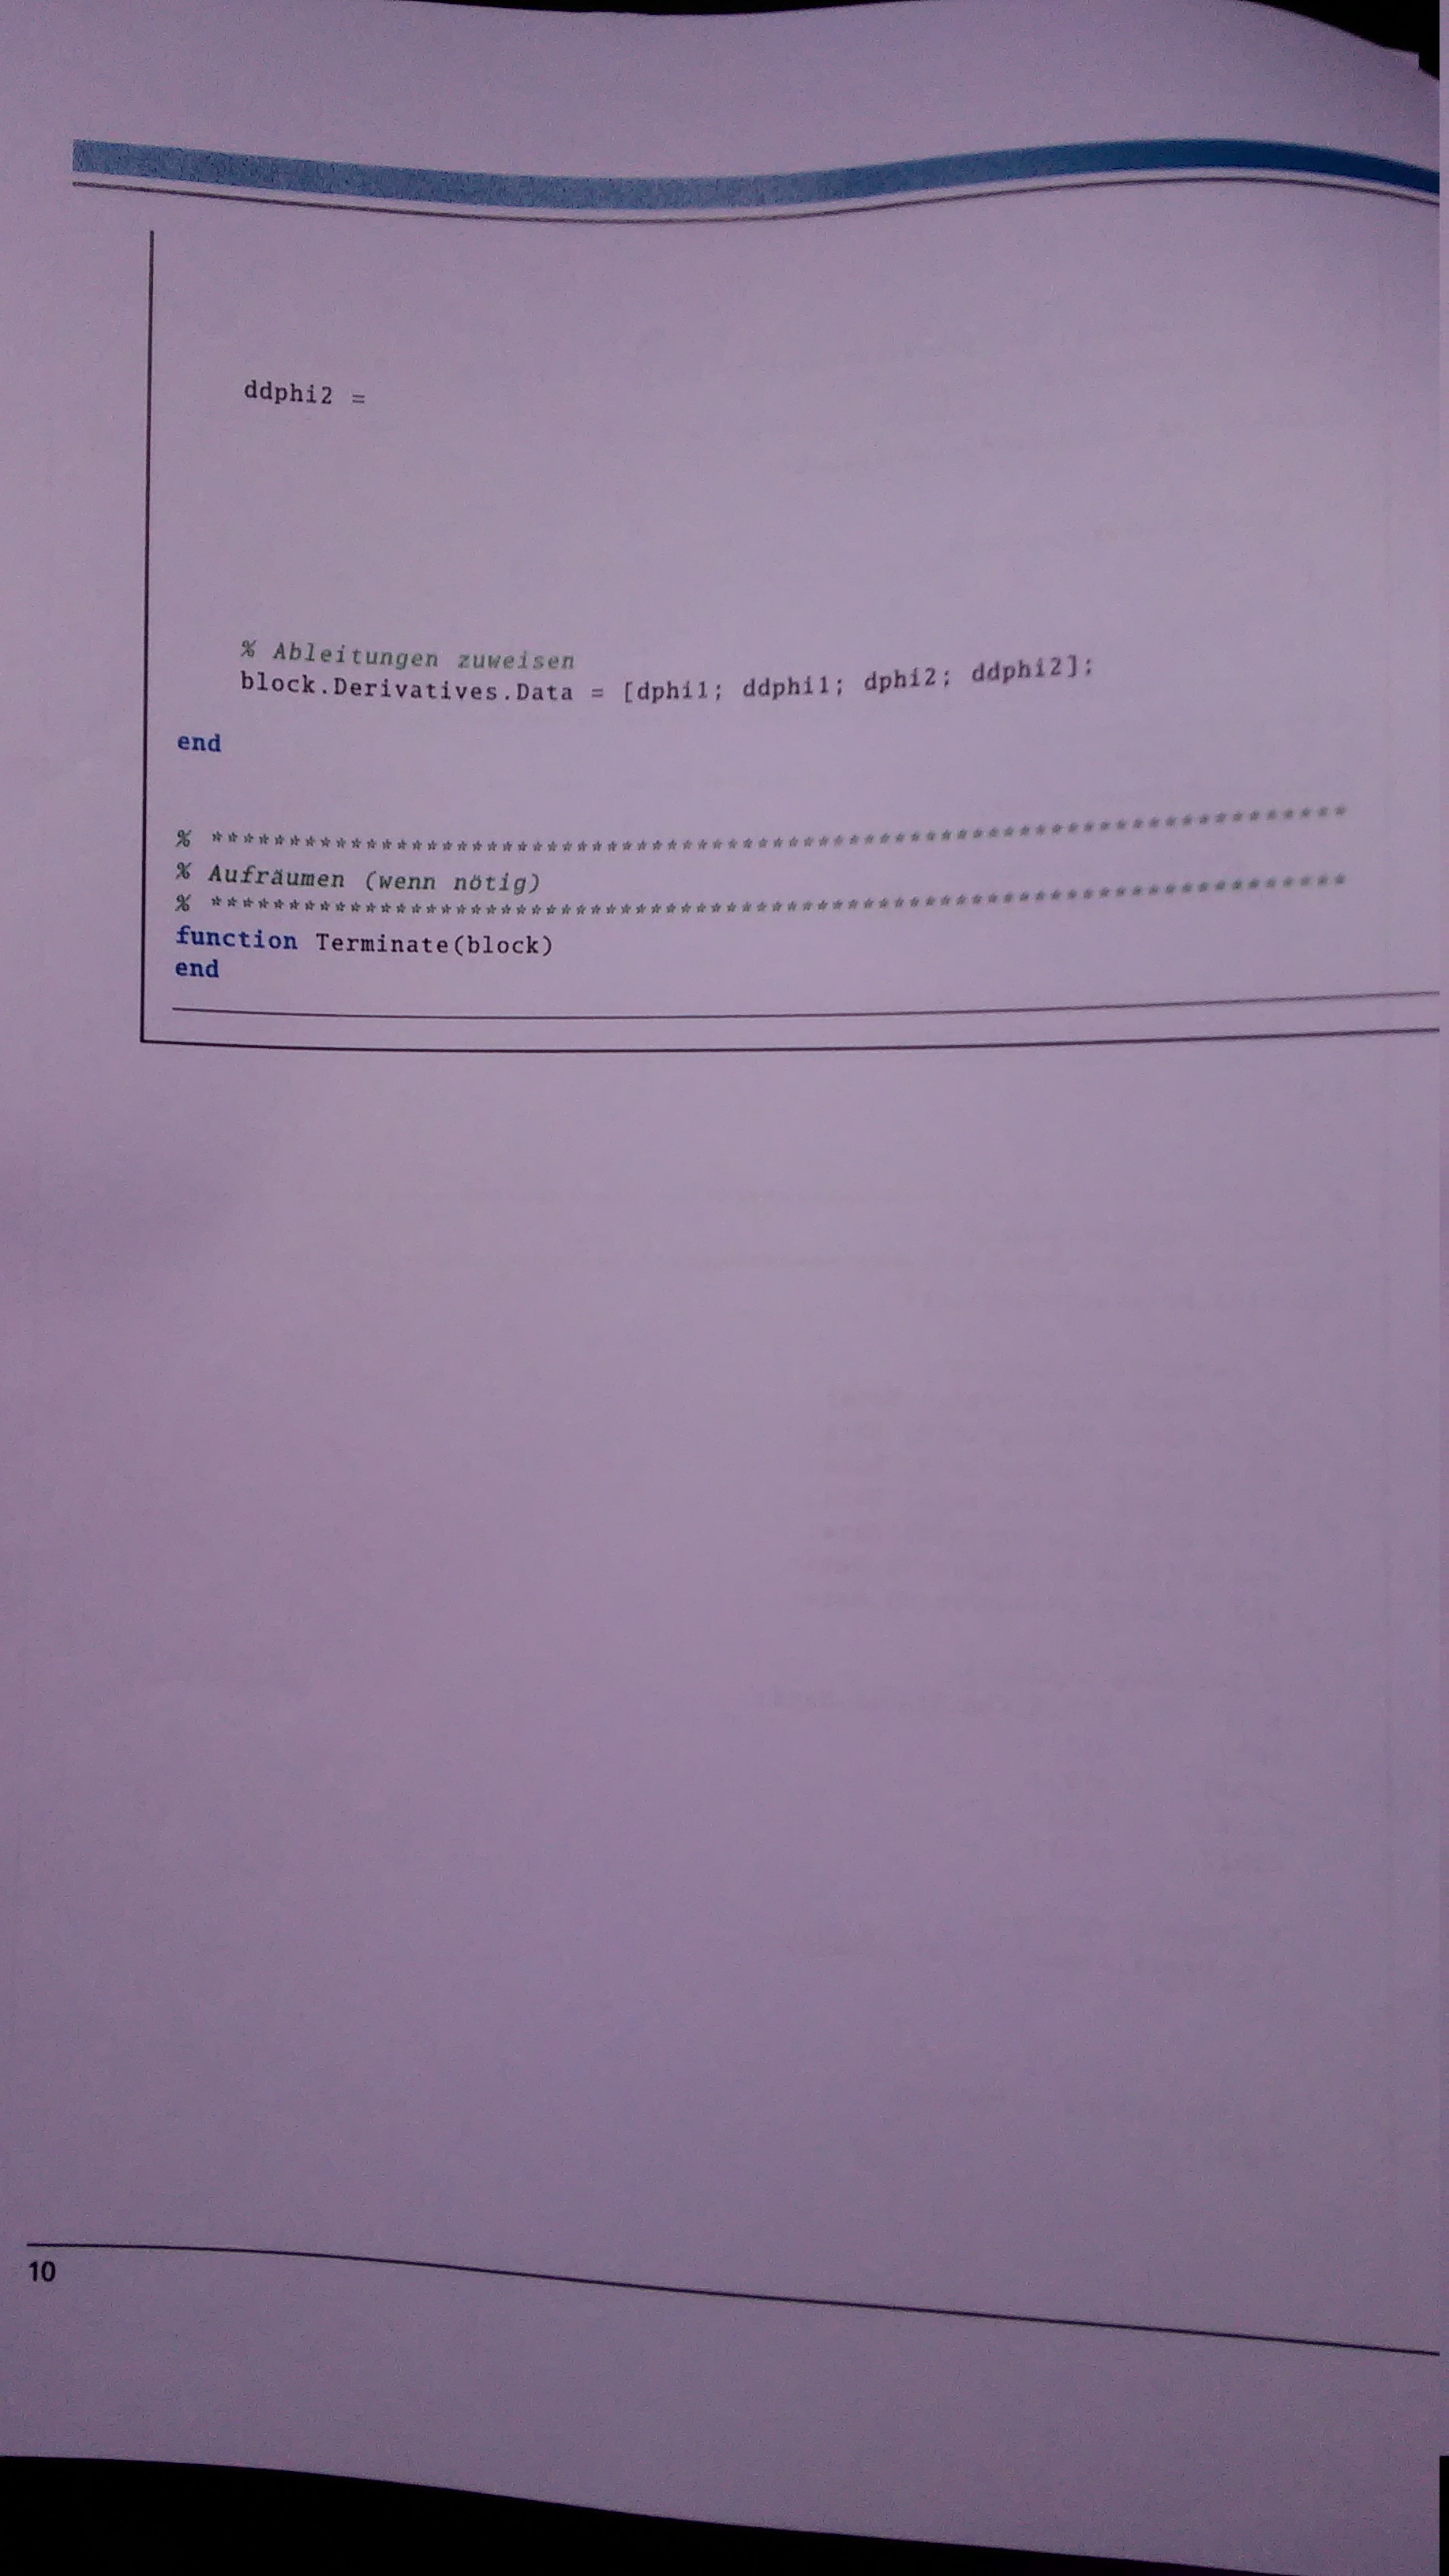 ddphi2 =
% Ableitungen zuweisen
block.Derivatives.Data = [dphi1; ddphi1; dphi2; ddphi2];
end
% ***************************************************************************
% Aufräumen (wenn nötig)
% ***************************************************************************
function Terminate(block)
end
10